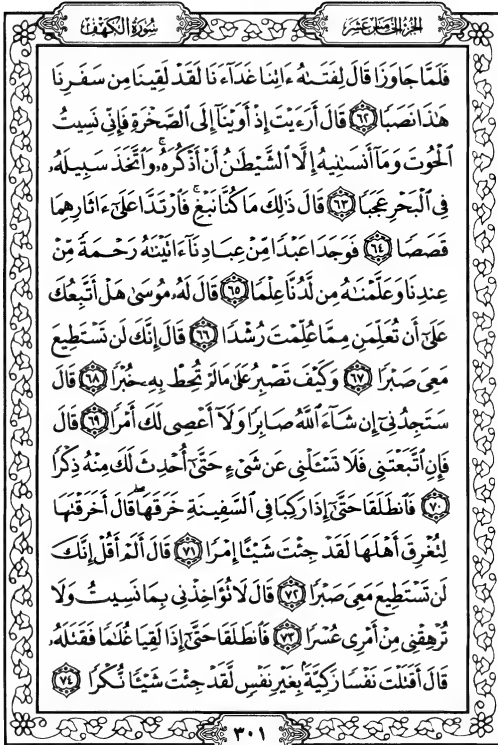 الجزء الخامس عشر
سورة الكهف
فَلَمَّا جَاوَزَا قَالَ لِفَتَىٰهُ ءَاتِنَا غَدَآءَنَا لَقَدْ لَقِينَا مِن سَفَرِنَا
هَٰذَا نَصَبًا ٦٢ قَالَ أَرَءَيْتَ إِذْ أَوَيْنَآ إِلَى ٱلصَّخْرَةِ فَإِنِّى نَسِيتُ
ٱلْحُوتَ وَمَآ أَنسَىٰنِيهُ إِلَّا ٱلشَّيْطَٰنُ أَنْ أَذْكُرَهُۥۚ وَٱتَّخَذَ سَبِيلَهُۥ
فِى ٱلْبَحْرِ عَجَبًا ٦٣ قَالَ ذَٰلِكَ مَا كُنَّا نَبْغِۚ فَٱرْتَدَّا عَلَىٰٓ ءَاثَارِهِمَا
قَصَصًا ٦٤ فَوَجَدَا عَبْدًا مِّنْ عِبَادِنَآ ءَاتَيْنَٰهُ رَحْمَةً مِّنْ
عِندِنَا وَعَلَّمْنَٰهُ مِن لَّدُنَّا عِلْمًا ٦٥ قَالَ لَهُۥ مُوسَىٰ هَلْ أَتَّبِعُكَ
عَلَىٰٓ أَن تُعَلِّمَنِ مِمَّا عُلِّمْتَ رُشْدًا ٦٦ قَالَ إِنَّكَ لَن تَسْتَطِيعَ
مَعِىَ صَبْرًا ٦٧ وَكَيْفَ تَصْبِرُ عَلَىٰ مَا لَمْ تُحِطْ بِهِۦ خُبْرًا ٦٨ قَالَ
سَتَجِدُنِىٓ إِن شَآءَ ٱللَّهُ صَابِرًا وَلَآ أَعْصِى لَكَ أَمْرًا ٦٩ قَالَ
فَإِنِ ٱتَّبَعْتَنِى فَلَا تَسْـَٔلْنِى عَن شَىْءٍ حَتَّىٰٓ أُحْدِثَ لَكَ مِنْهُ ذِكْرًا
٧٠ فَٱنطَلَقَا حَتَّىٰٓ إِذَا رَكِبَا فِى ٱلسَّفِينَةِ خَرَقَهَاۖ قَالَ أَخَرَقْتَهَا
لِتُغْرِقَ أَهْلَهَا لَقَدْ جِئْتَ شَيْـًٔا إِمْرًا ٧١ قَالَ أَلَمْ أَقُلْ إِنَّكَ
لَن تَسْتَطِيعَ مَعِىَ صَبْرًا ٧٢ قَالَ لَا تُؤَاخِذْنِى بِمَا نَسِيتُ وَلَا
تُرْهِقْنِى مِنْ أَمْرِى عُسْرًا ٧٣ فَٱنطَلَقَا حَتَّىٰٓ إِذَا لَقِيَا غُلَٰمًا فَقَتَلَهُۥ
قَالَ أَقَتَلْتَ نَفْسًا زَكِيَّةًۢ بِغَيْرِ نَفْسٍ لَّقَدْ جِئْتَ شَيْـًٔا نُّكْرًا ٧٤
٣٠١